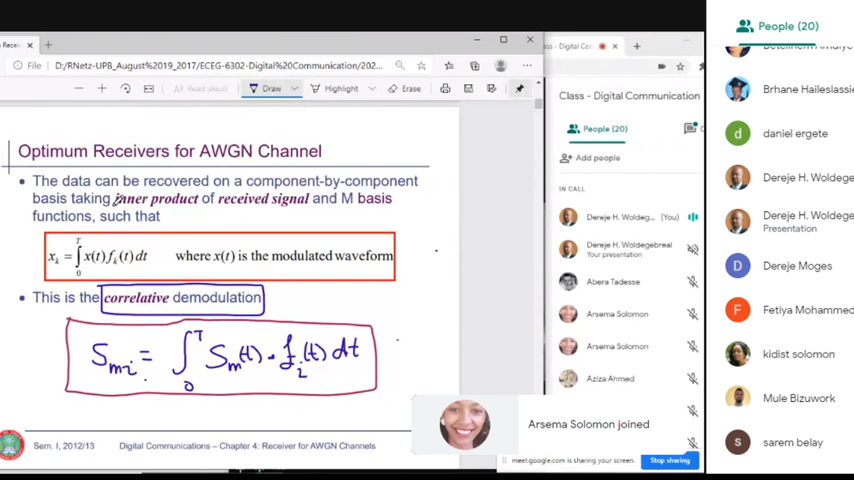 File
D:/RNetz-UPB_August%2019_2017/ECEG-6302-Digital%20Communication/202...
Read aloud
Draw
Highlight
Erase
Optimum Receivers for AWGN Channel
• The data can be recovered on a component-by-component
basis taking inner product of received signal and M basis
functions, such that
x_k = ∫_0^T x(t) f_k(t) dt where x(t) is the modulated waveform
• This is the correlative demodulation
S_mi = ∫_0^T S_m(t) • f_i(t) dt
Sem. I, 2012/13
Digital Communications – Chapter 4: Receiver for AWGN Channels
- Digital Com
Class - Digital Communication
People (20)
Add people
IN CALL
Dereje H. Woldeg... (You)
Dereje H. Woldegebreal
Your presentation
Abera Tadesse
Arsema Solomon
Arsema Solomon
Aziza Ahmed
Arsema Solomon joined
meet.google.com is sharing your screen.
Stop sharing
People (20)
Brhane Haileslassie
daniel ergete
Dereje H. Woldege
Dereje H. Woldege
Presentation
Dereje Moges
Fetiya Mohammed
kidist solomon
Mule Bizuwork
sarem belay